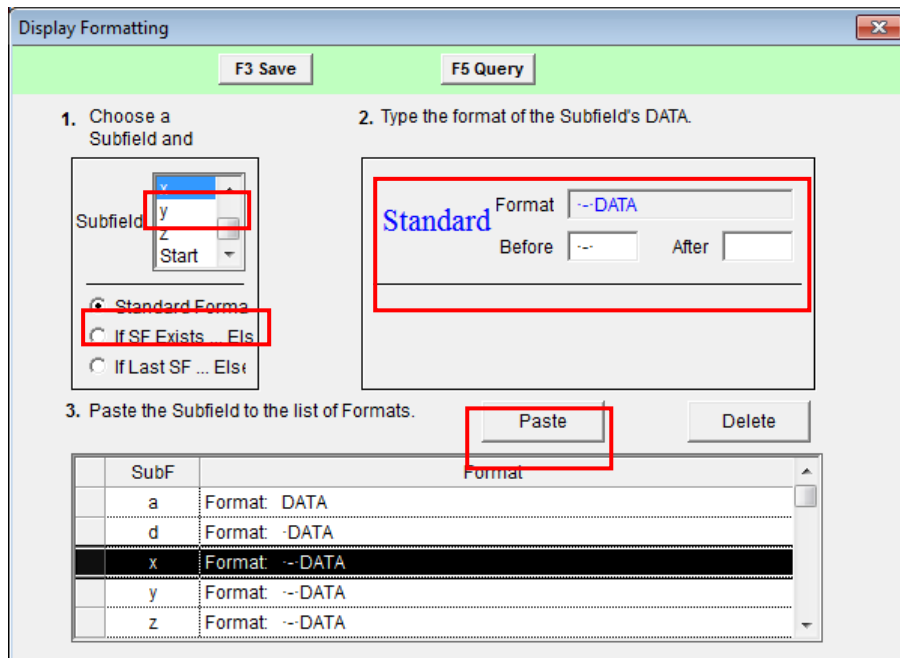 Display Formatting
F3 Save F5 Query
1. Choose a
Subfield and
2. Type the format of the Subfield's DATA.
Subfield
x
y
z
Start
Standard Forma
If SF Exists ... Els
If Last SF ... Else
Standard
Format ·-·DATA
Before ·-· After
3. Paste the Subfield to the list of Formats.
Paste Delete
SubF Format
a Format: DATA
d Format: ·DATA
x Format: ·-·DATA
y Format: ·-·DATA
z Format: ·-·DATA